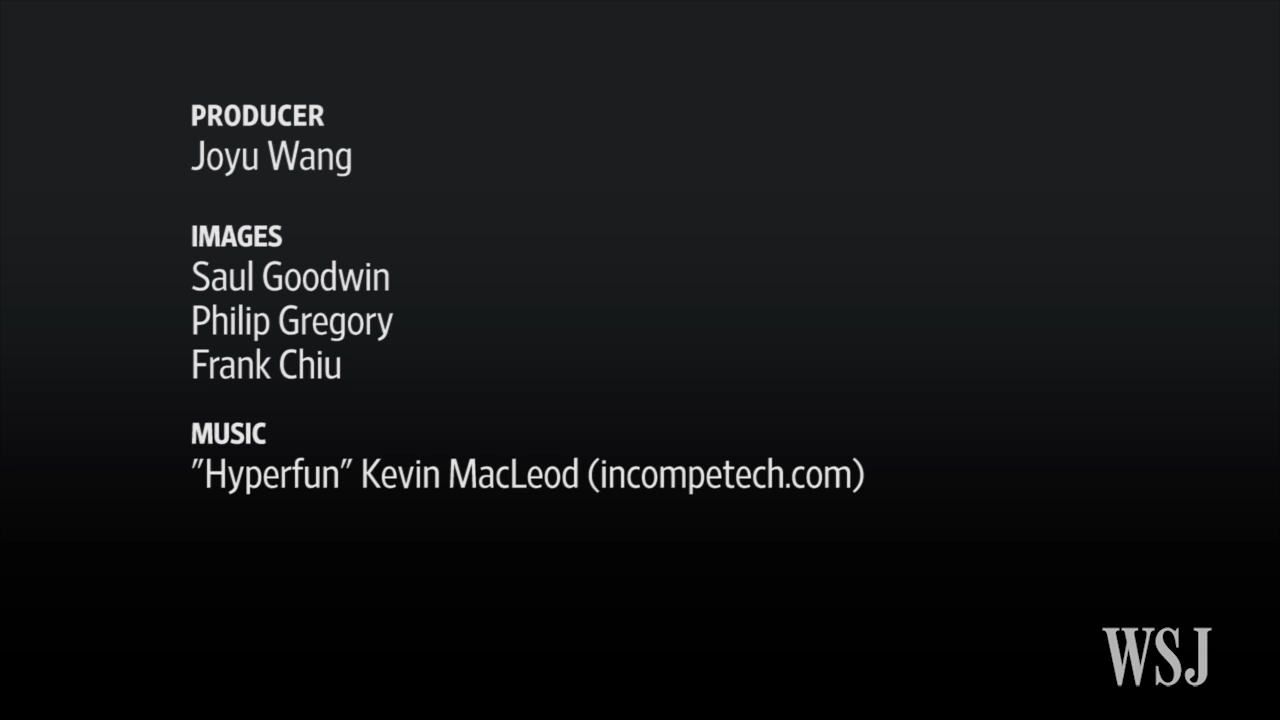 PRODUCER
Joyu Wang
IMAGES
Saul Goodwin
Philip Gregory
Frank Chiu
MUSIC
"Hyperfun" Kevin MacLeod (incompetech.com)
WSJ